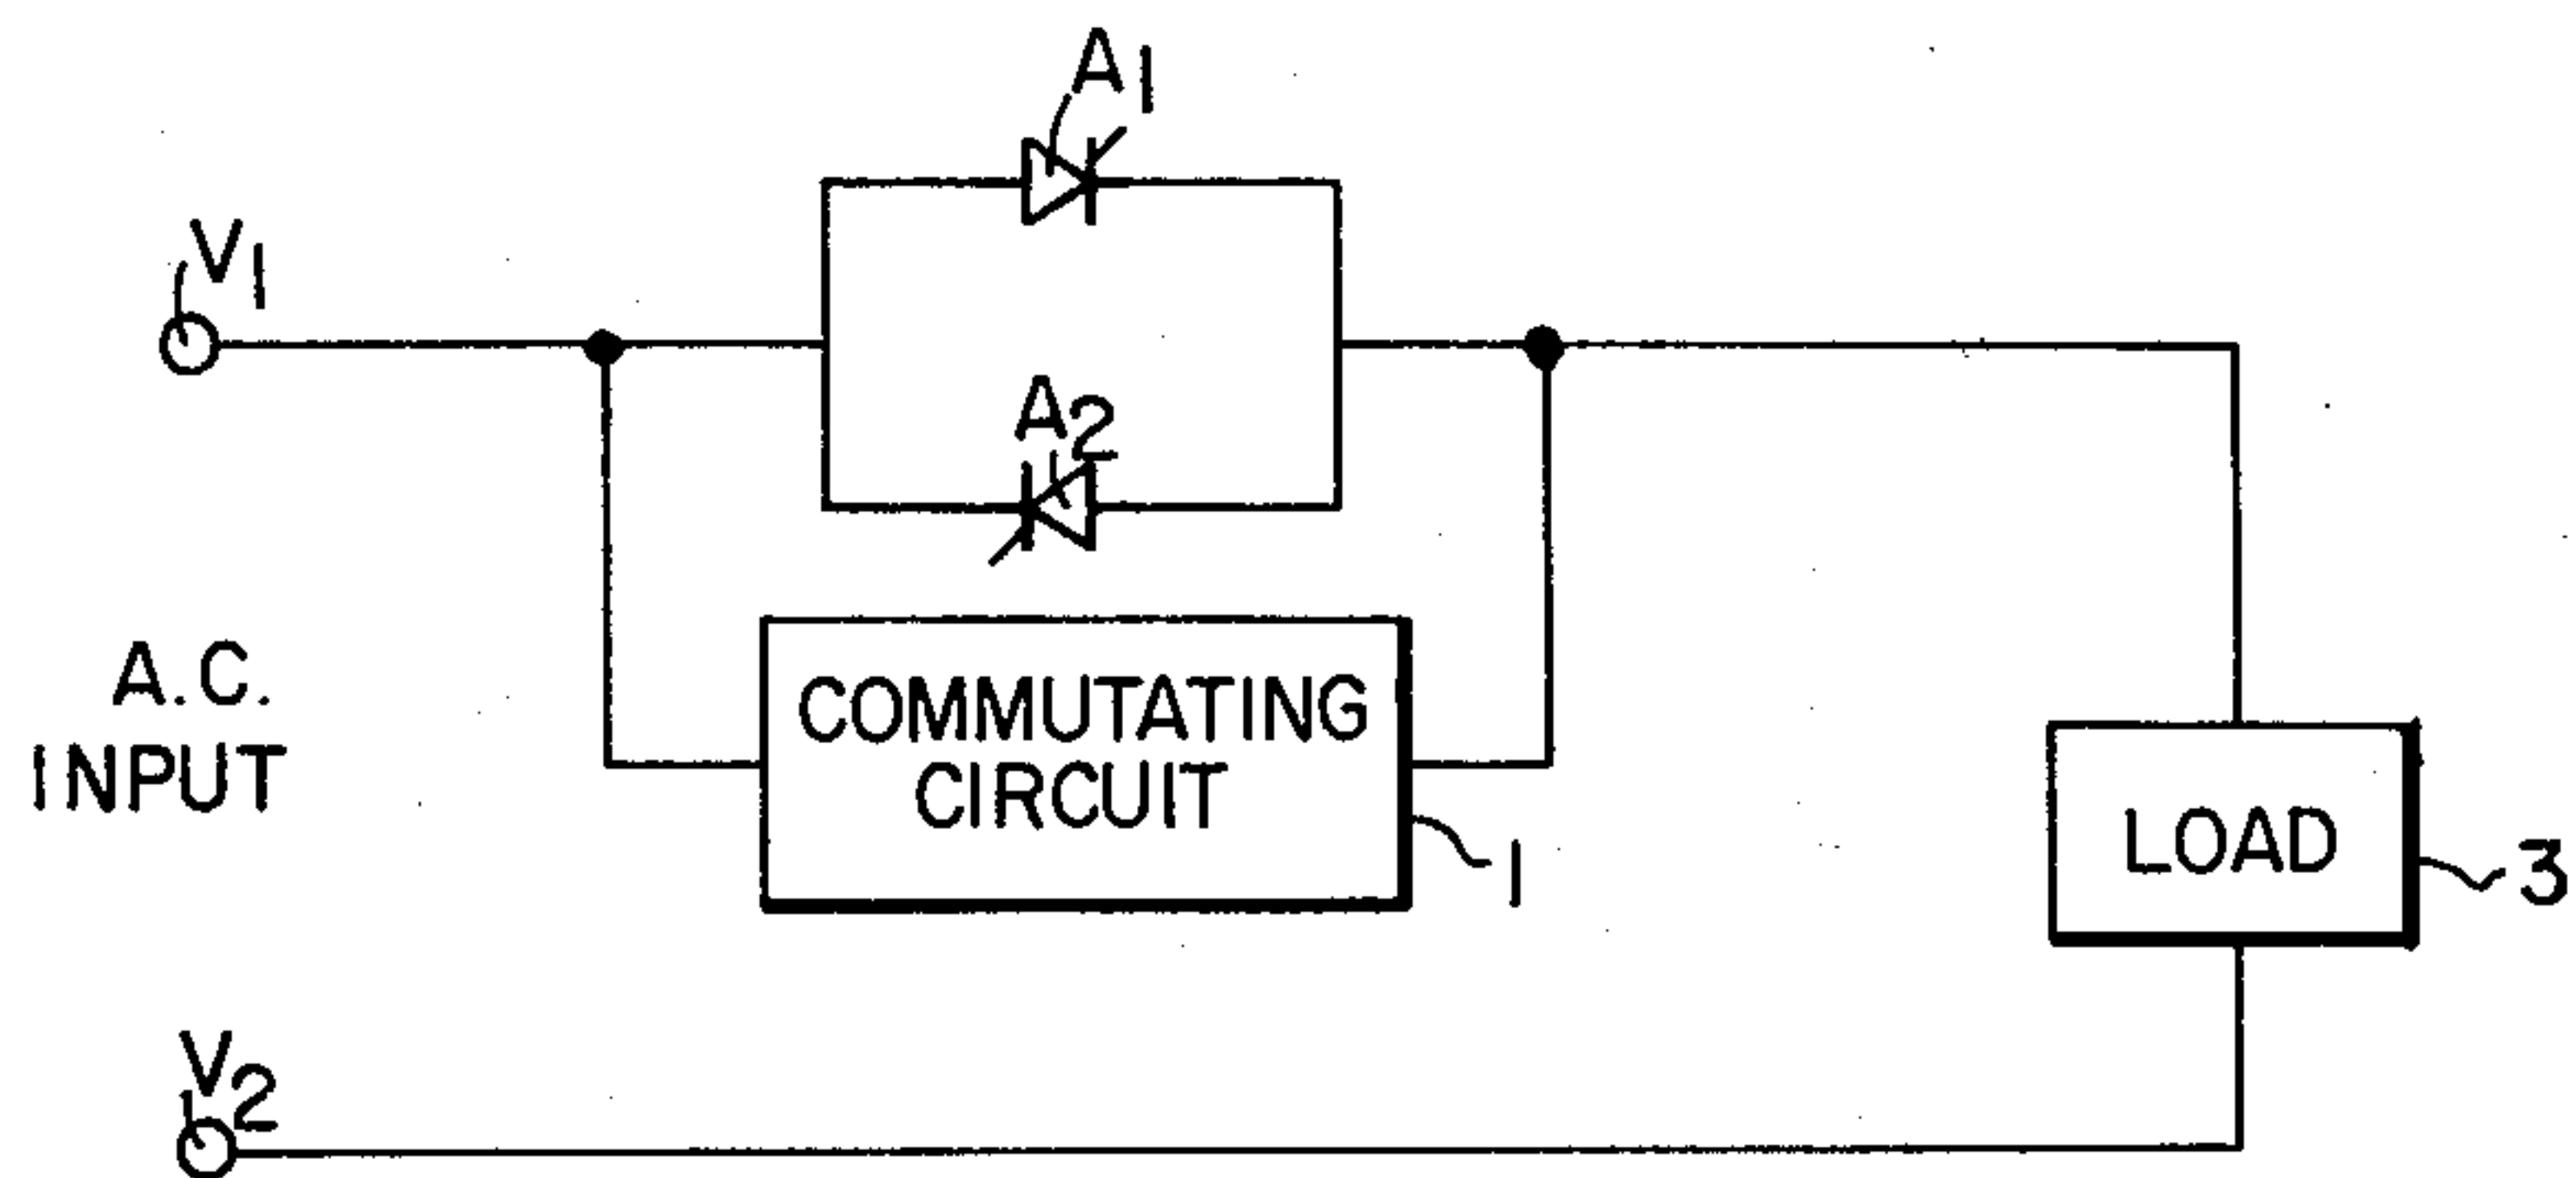 A1
V1
A2
A.C.
INPUT
COMMUTATING
CIRCUIT
1
LOAD
3
V2